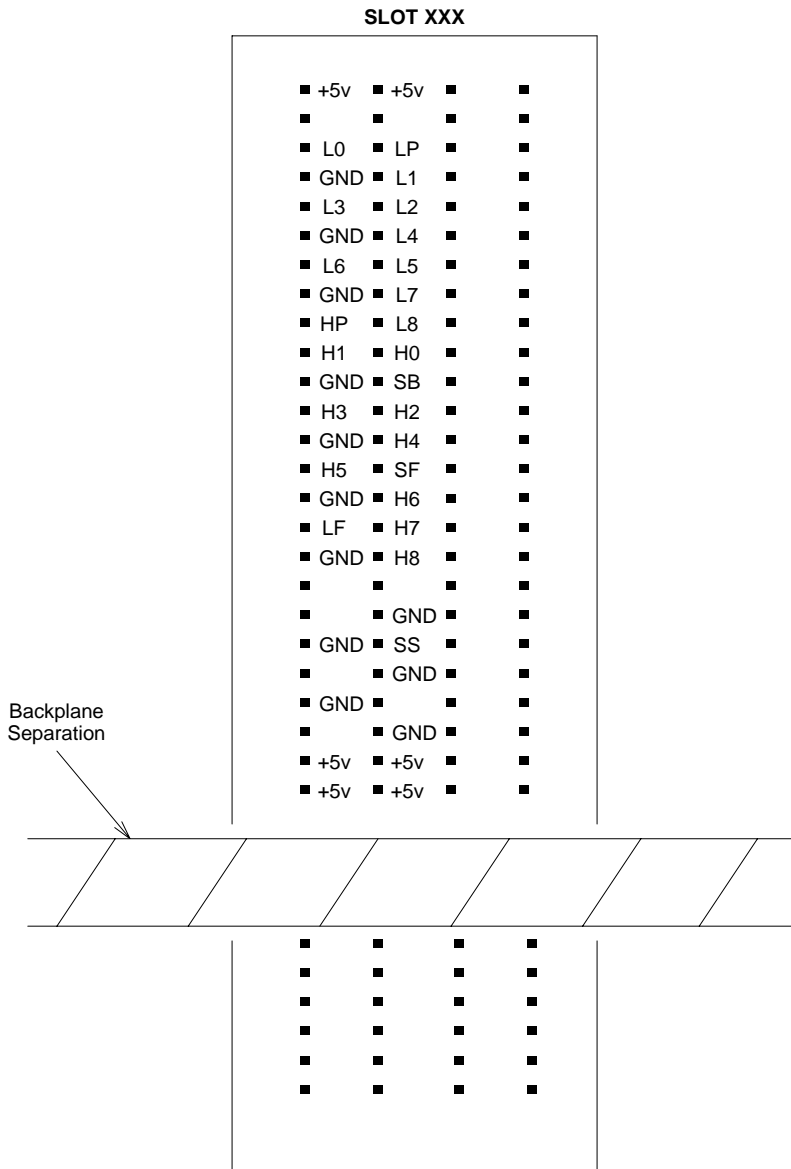 SLOT XXX
+5v +5v
L0 LP
GND L1
L3 L2
GND L4
L6 L5
GND L7
HP L8
H1 H0
GND SB
H3 H2
GND H4
H5 SF
GND H6
LF H7
GND H8
GND
GND SS
GND
GND
GND
+5v +5v
+5v +5v
Backplane
Separation